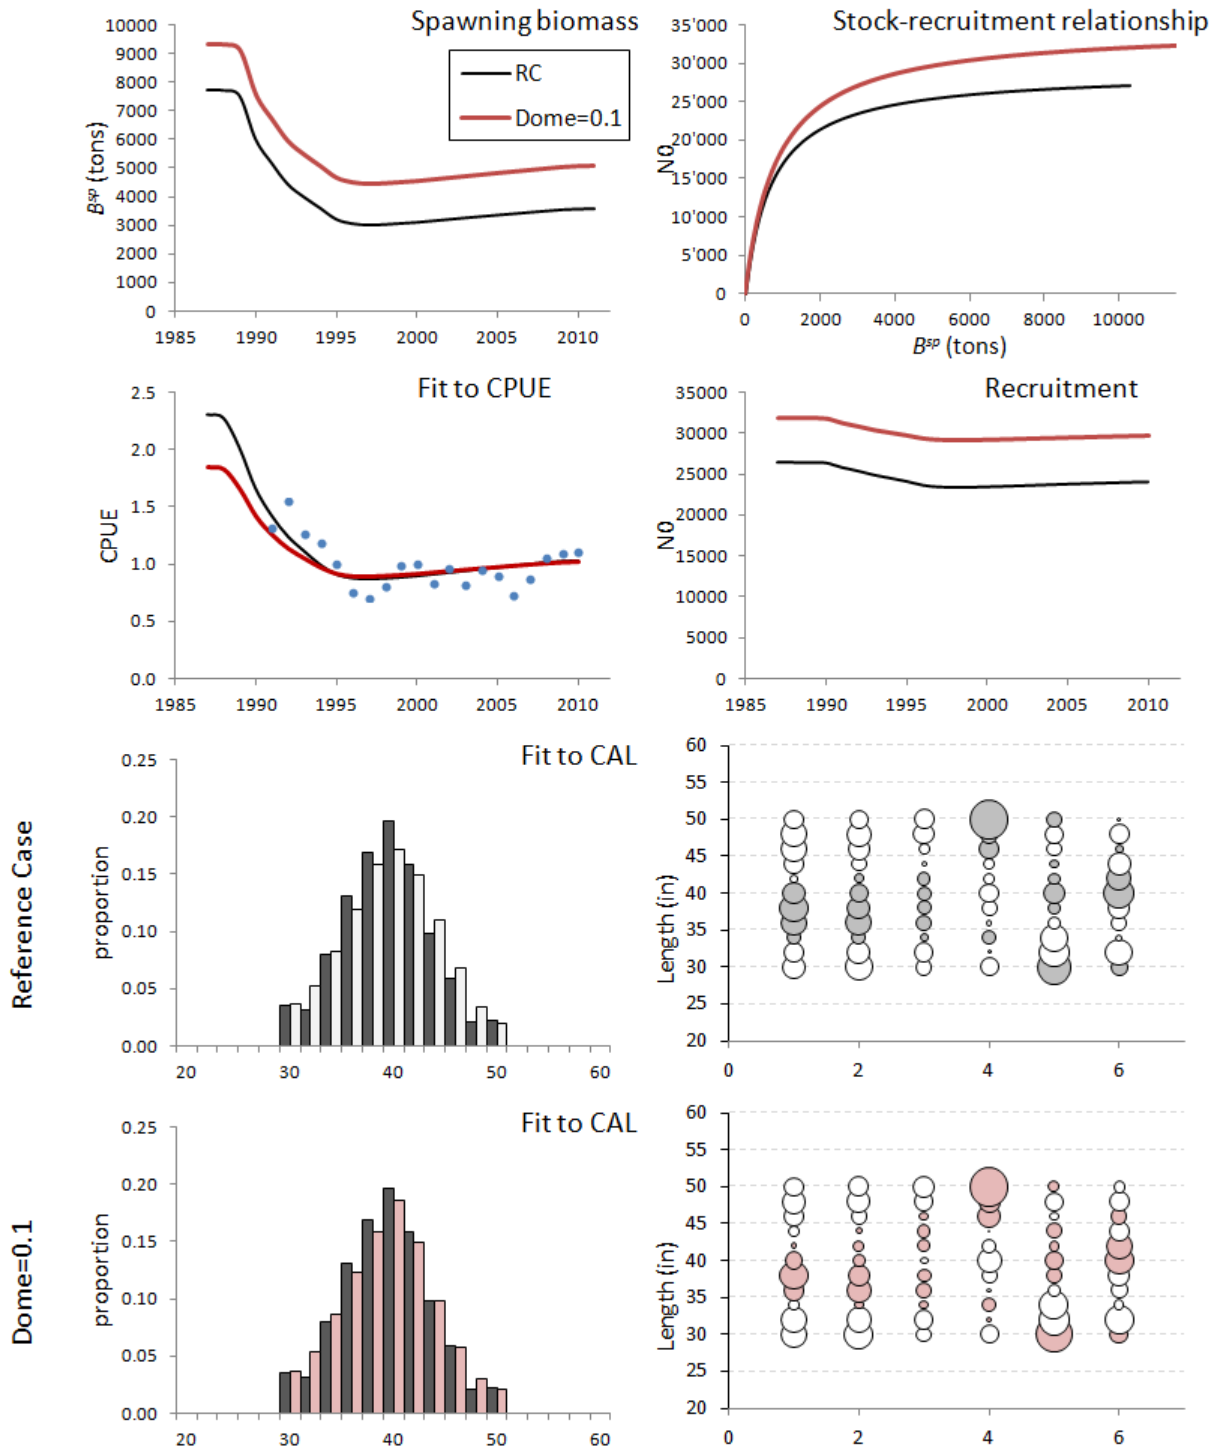 Spawning biomass
10000
9000
8000
7000
6000
5000
4000
3000
2000
1000
0
Bsp (tons)
RC
Dome=0.1
1985 1990 1995 2000 2005 2010
Stock-recruitment relationship
35'000
30'000
25'000
20'000
15'000
10'000
5'000
0
N0
0 2000 4000 6000 8000 10000
Bsp (tons)
Fit to CPUE
2.5
2.0
1.5
1.0
0.5
0.0
CPUE
1985 1990 1995 2000 2005 2010
Recruitment
35000
30000
25000
20000
15000
10000
5000
0
N0
1985 1990 1995 2000 2005 2010
Reference Case
Fit to CAL
0.25
0.20
0.15
0.10
0.05
0.00
proportion
20 30 40 50 60
60
55
50
45
40
35
30
25
20
Length (in)
0 2 4 6
Dome=0.1
Fit to CAL
0.25
0.20
0.15
0.10
0.05
0.00
proportion
20 30 40 50 60
60
55
50
45
40
35
30
25
20
Length (in)
0 2 4 6